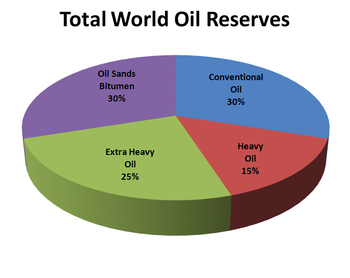 Total World Oil Reserves
Oil Sands
Bitumen
30%
Conventional
Oil
30%
Extra Heavy
Oil
25%
Heavy
Oil
15%